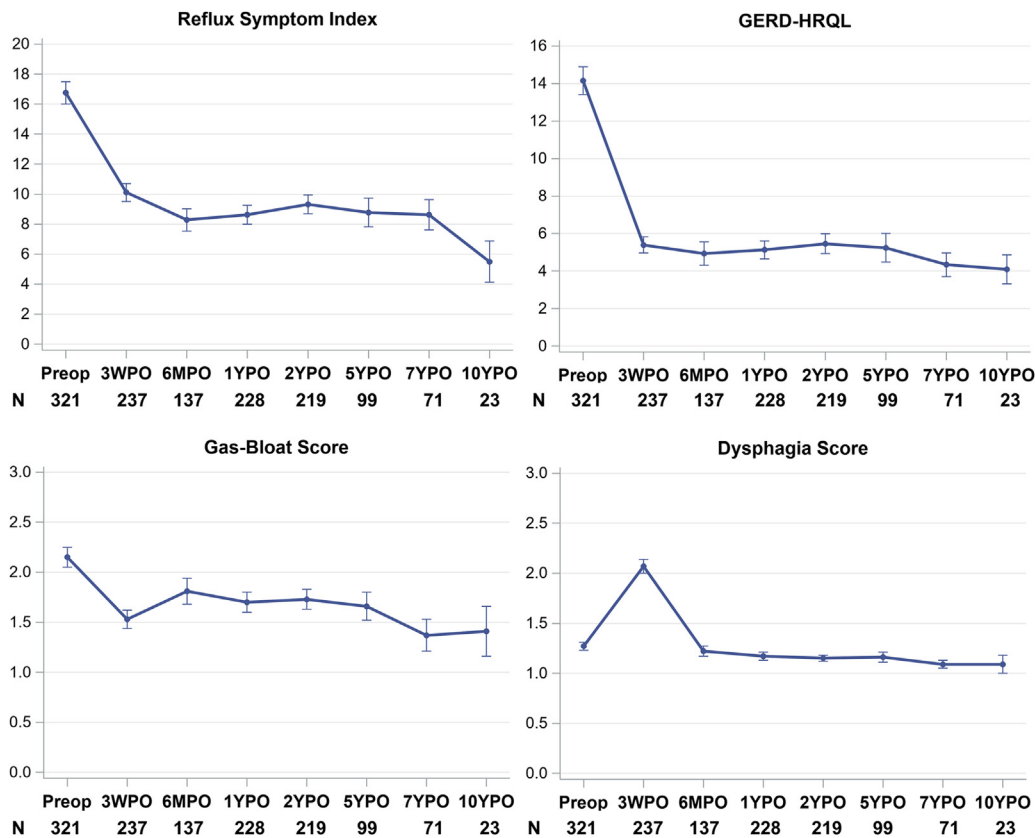 Reflux Symptom Index
20
18
16
14
12
10
8
6
4
2
0
Preop 3WPO 6MPO 1YPO 2YPO 5YPO 7YPO 10YPO
N 321 237 137 228 219 99 71 23
GERD-HRQL
16
14
12
10
8
6
4
2
0
Preop 3WPO 6MPO 1YPO 2YPO 5YPO 7YPO 10YPO
N 321 237 137 228 219 99 71 23
Gas-Bloat Score
3.0
2.5
2.0
1.5
1.0
0.5
0.0
Preop 3WPO 6MPO 1YPO 2YPO 5YPO 7YPO 10YPO
N 321 237 137 228 219 99 71 23
Dysphagia Score
3.0
2.5
2.0
1.5
1.0
0.5
0.0
Preop 3WPO 6MPO 1YPO 2YPO 5YPO 7YPO 10YPO
N 321 237 137 228 219 99 71 23